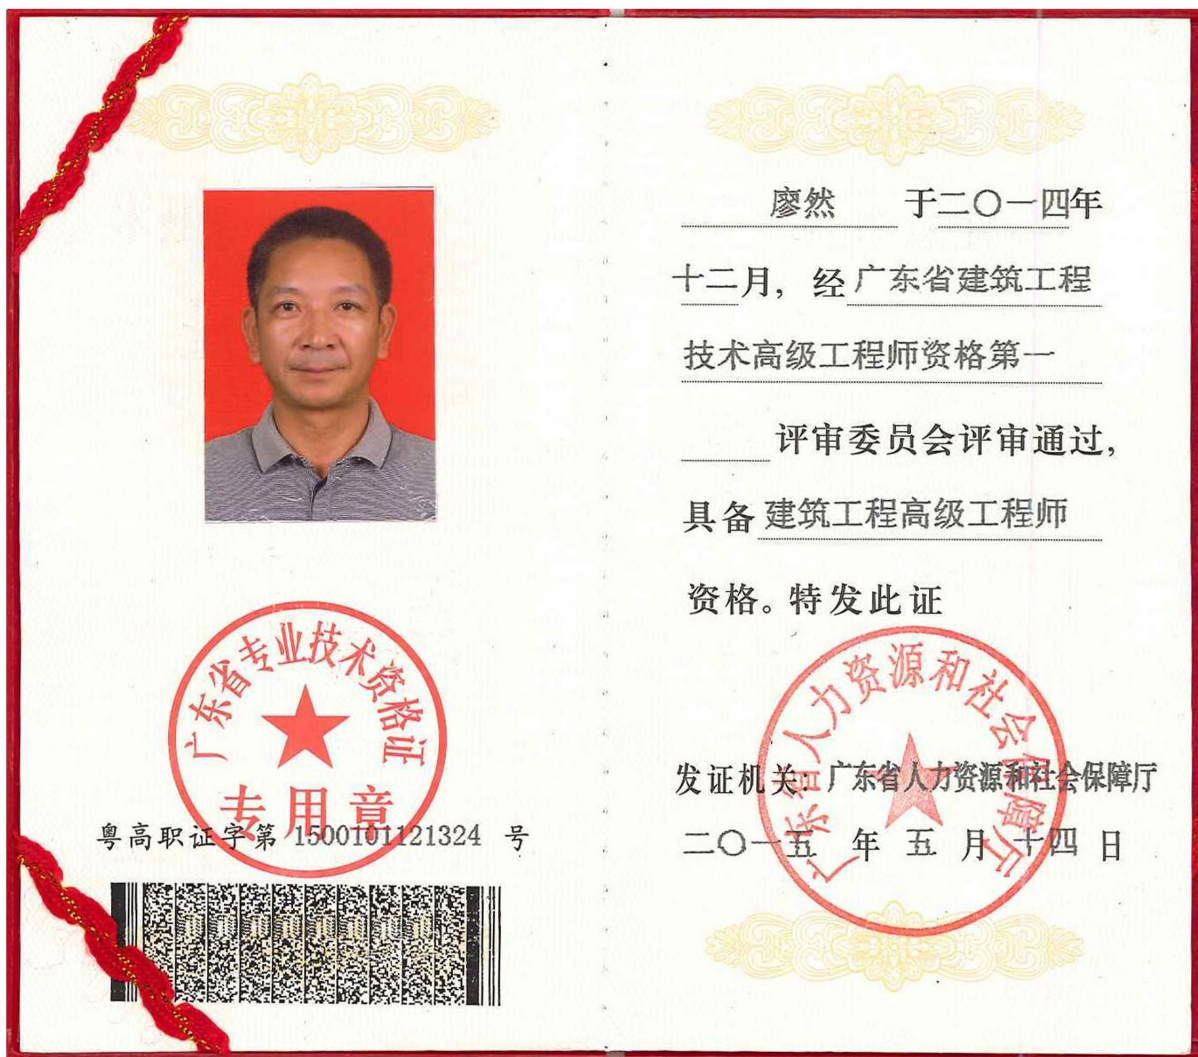 广东省专业技术资格证
专用章
粤高职证字第 1500101121324 号
廖然 于二〇一四年
十二月，经广东省建筑工程
技术高级工程师资格第一
评审委员会评审通过，
具备建筑工程高级工程师
资格。特发此证
广东省人力资源和社会保障厅
发证机关：广东省人力资源和社会保障厅
二〇一五年五月十四日